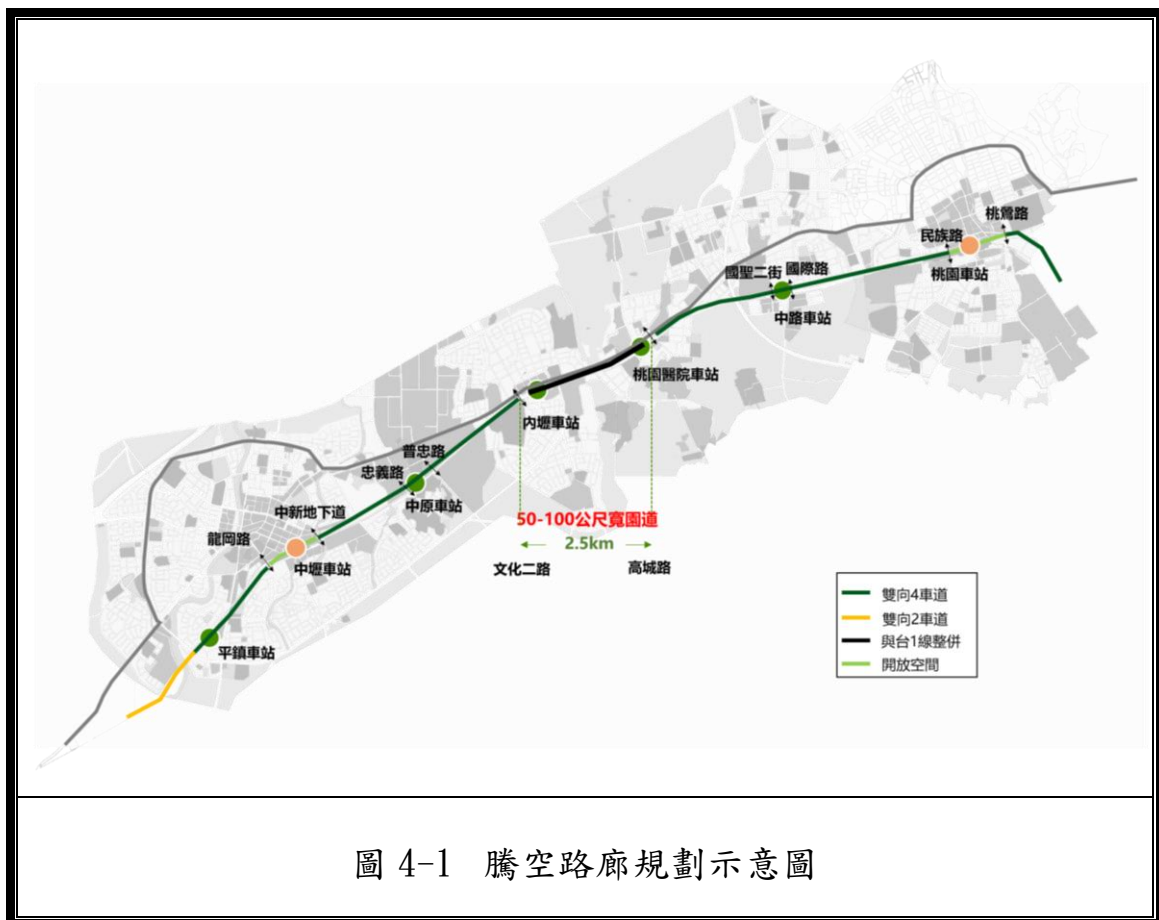 桃鶯路
民族路
桃園車站
國聖二街
國際路
中路車站
桃園醫院車站
內壢車站
普忠路
忠義路
中原車站
中新地下道
龍岡路
中壢車站
平鎮車站
50-100公尺寬園道
2.5km
文化二路
高城路
雙向4車道
雙向2車道
與台1線整併
開放空間
圖 4-1 騰空路廊規劃示意圖